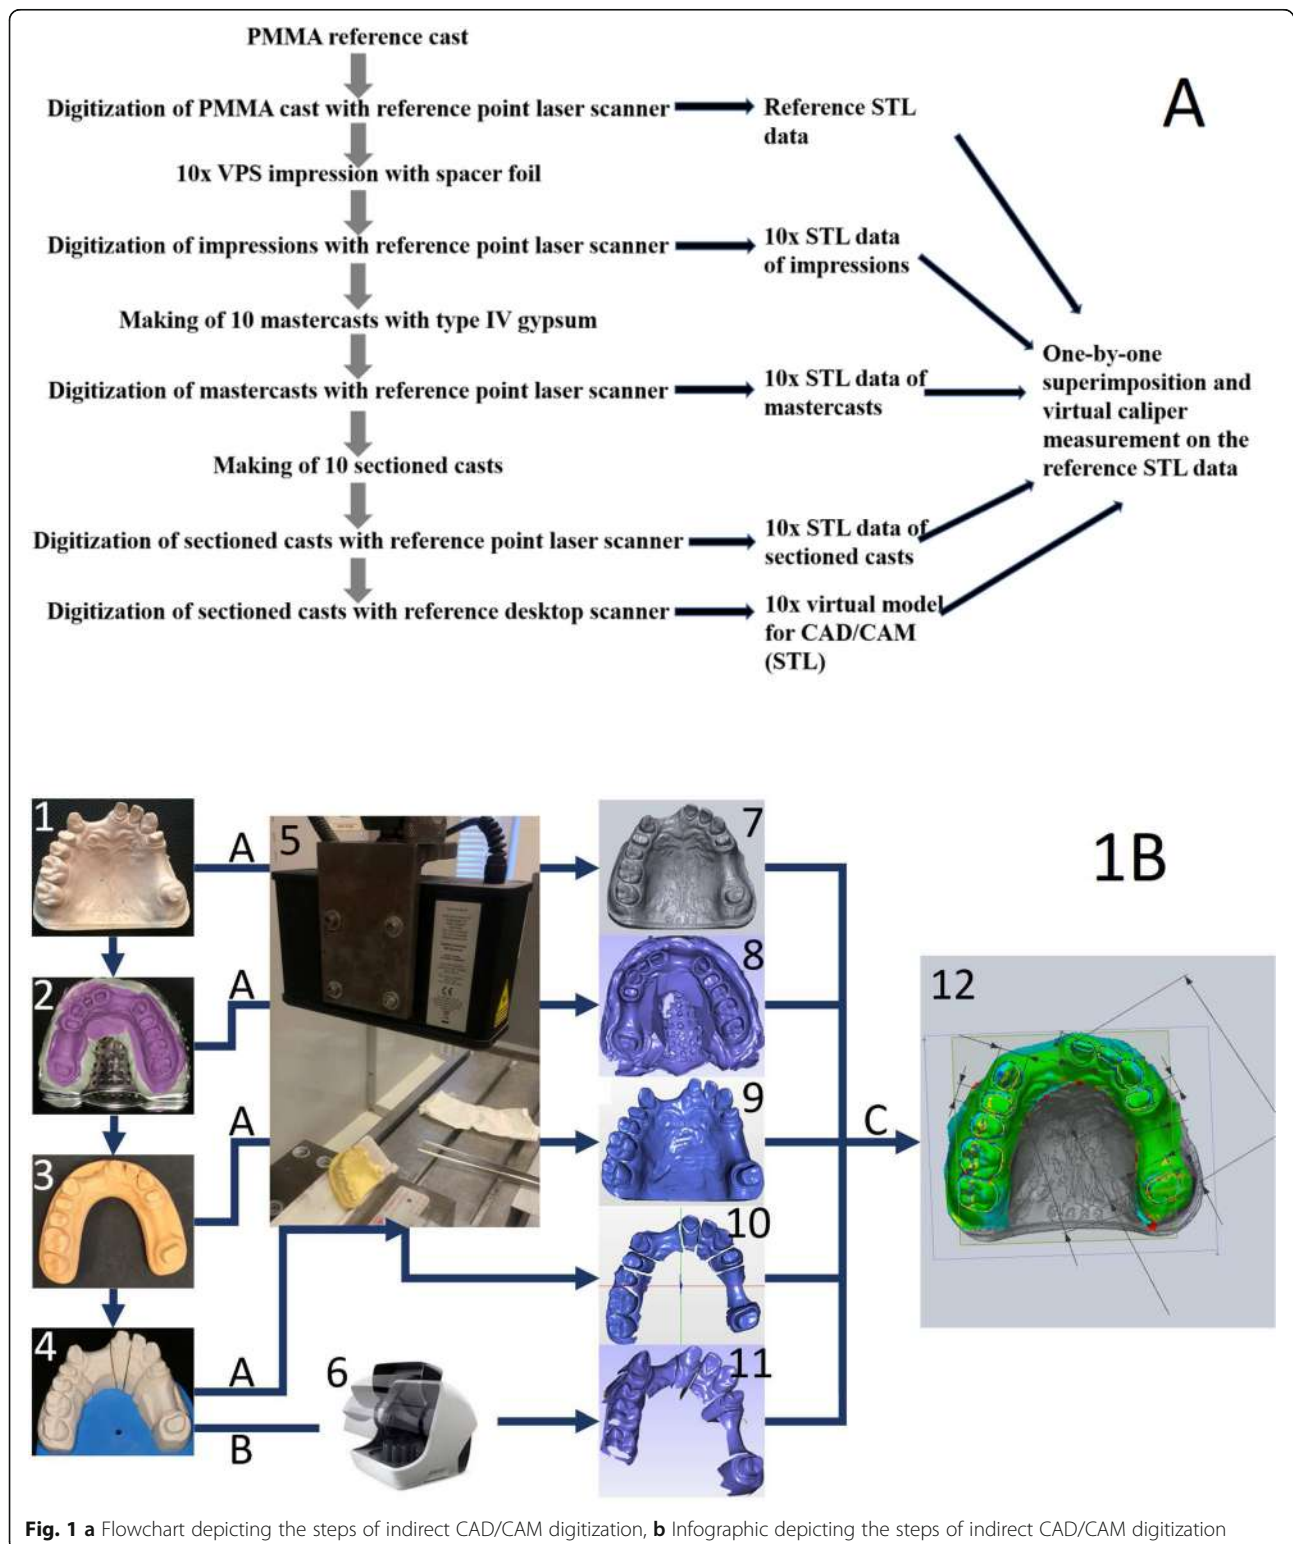 PMMA reference cast
Digitization of PMMA cast with reference point laser scanner
Reference STL
data
A
10x VPS impression with spacer foil
Digitization of impressions with reference point laser scanner
10x STL data
of impressions
Making of 10 mastercasts with type IV gypsum
Digitization of mastercasts with reference point laser scanner
10x STL data of
mastercasts
One-by-one
superimposition and
virtual caliper
measurement on the
reference STL data
Making of 10 sectioned casts
Digitization of sectioned casts with reference point laser scanner
10x STL data of
sectioned casts
Digitization of sectioned casts with reference desktop scanner
10x virtual model
for CAD/CAM
(STL)
1
A
5
7
1B
2
A
8
12
3
A
9
C
4
A
10
B
6
11
Fig. 1 a Flowchart depicting the steps of indirect CAD/CAM digitization, b Infographic depicting the steps of indirect CAD/CAM digitization